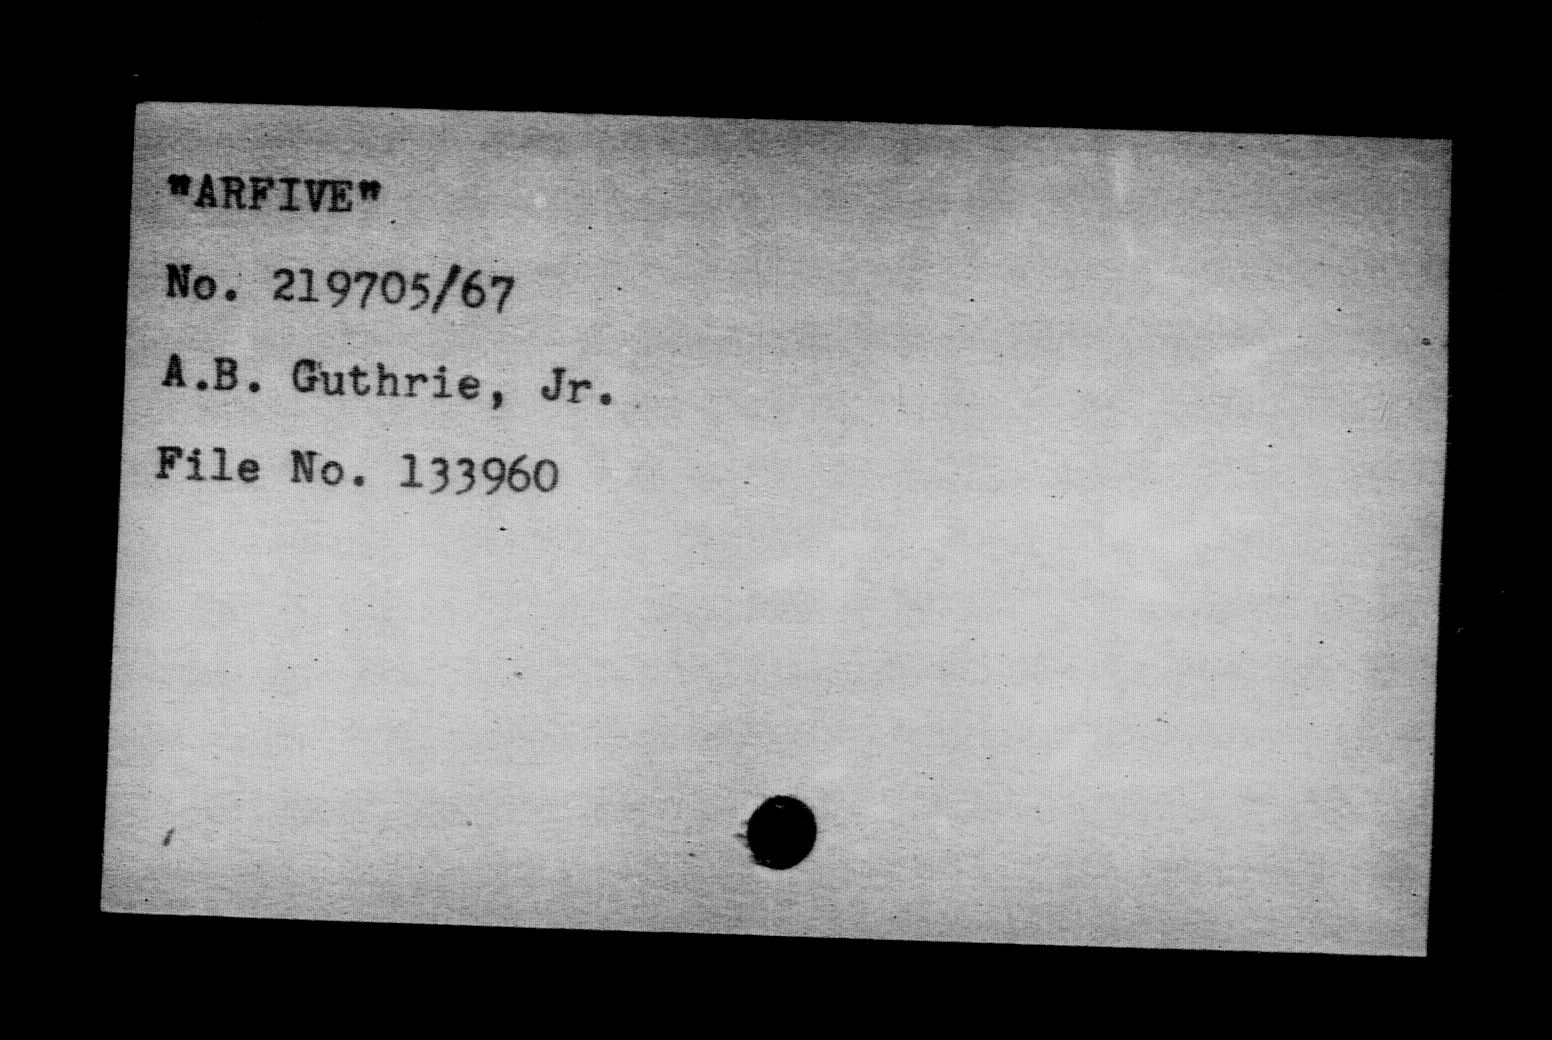 "ARFIVE"
No. 219705/67
A.B. Guthrie, Jr.
File No. 133960